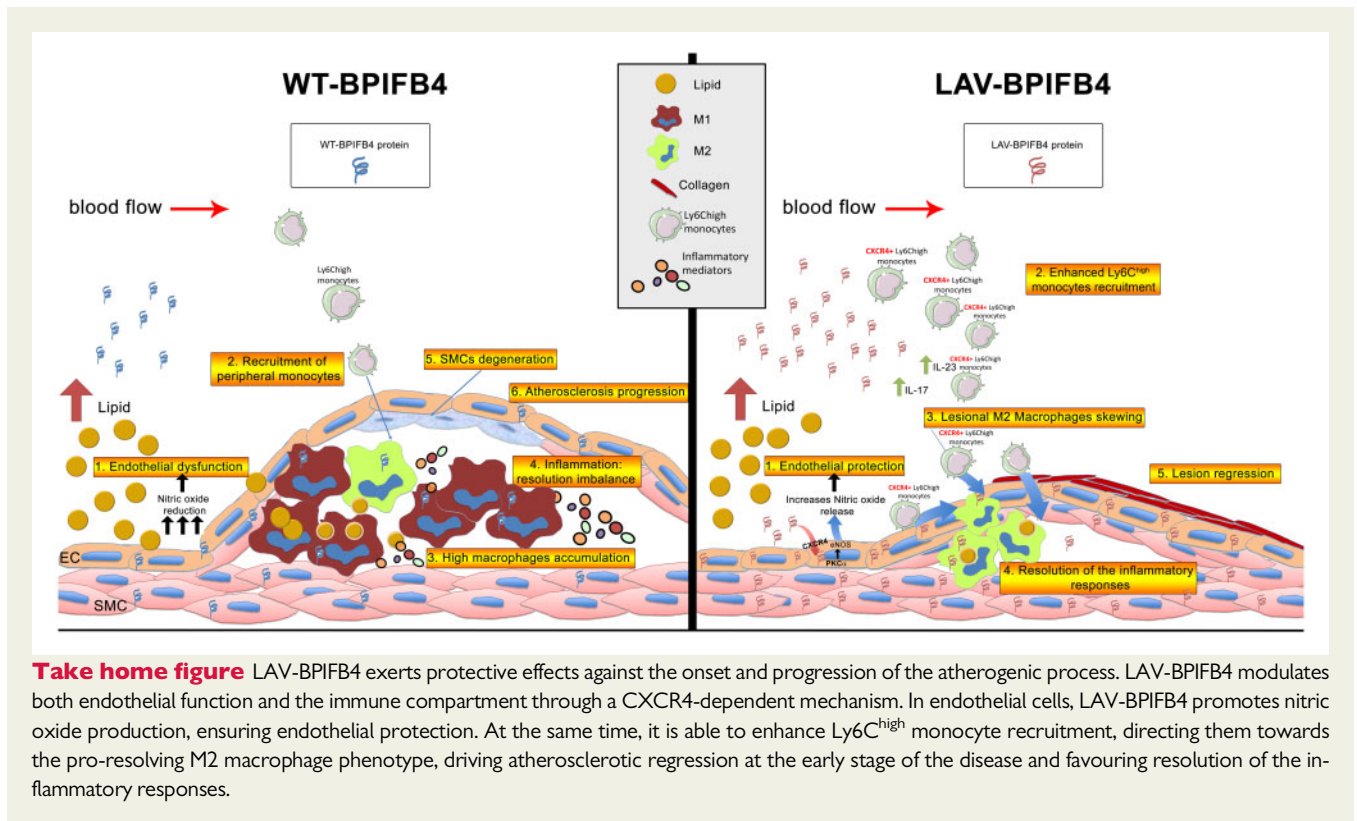 WT-BPIFB4
WT-BPIFB4 protein
blood flow
Ly6Chigh
monocytes
2. Recruitment of
peripheral monocytes
5. SMCs degeneration
6. Atherosclerosis progression
Lipid
1. Endothelial dysfunction
Nitric oxide
reduction
4. Inflammation:
resolution imbalance
3. High macrophages accumulation
EC
SMC
Lipid
M1
M2
Collagen
Ly6Chigh
monocytes
Inflammatory
mediators
LAV-BPIFB4
LAV-BPIFB4 protein
blood flow
CXCR4+ Ly6Chigh
monocytes
CXCR4+ Ly6Chigh
monocytes
CXCR4+ Ly6Chigh
monocytes
2. Enhanced Ly6Chigh
monocytes recruitment
IL-23
CXCR4+ Ly6Chigh
monocytes
IL-17
Lipid
3. Lesional M2 Macrophages skewing
CXCR4+ Ly6Chigh
monocytes
1. Endothelial protection
5. Lesion regression
Increases Nitric oxide
release
CXCR4+ Ly6Chigh
monocytes
CXCR4
eNOS
PKCα
4. Resolution of the inflammatory
responses
Take home figure LAV-BPIFB4 exerts protective effects against the onset and progression of the atherogenic process. LAV-BPIFB4 modulates
both endothelial function and the immune compartment through a CXCR4-dependent mechanism. In endothelial cells, LAV-BPIFB4 promotes nitric
oxide production, ensuring endothelial protection. At the same time, it is able to enhance Ly6Chigh monocyte recruitment, directing them towards
the pro-resolving M2 macrophage phenotype, driving atherosclerotic regression at the early stage of the disease and favouring resolution of the in-
flammatory responses.